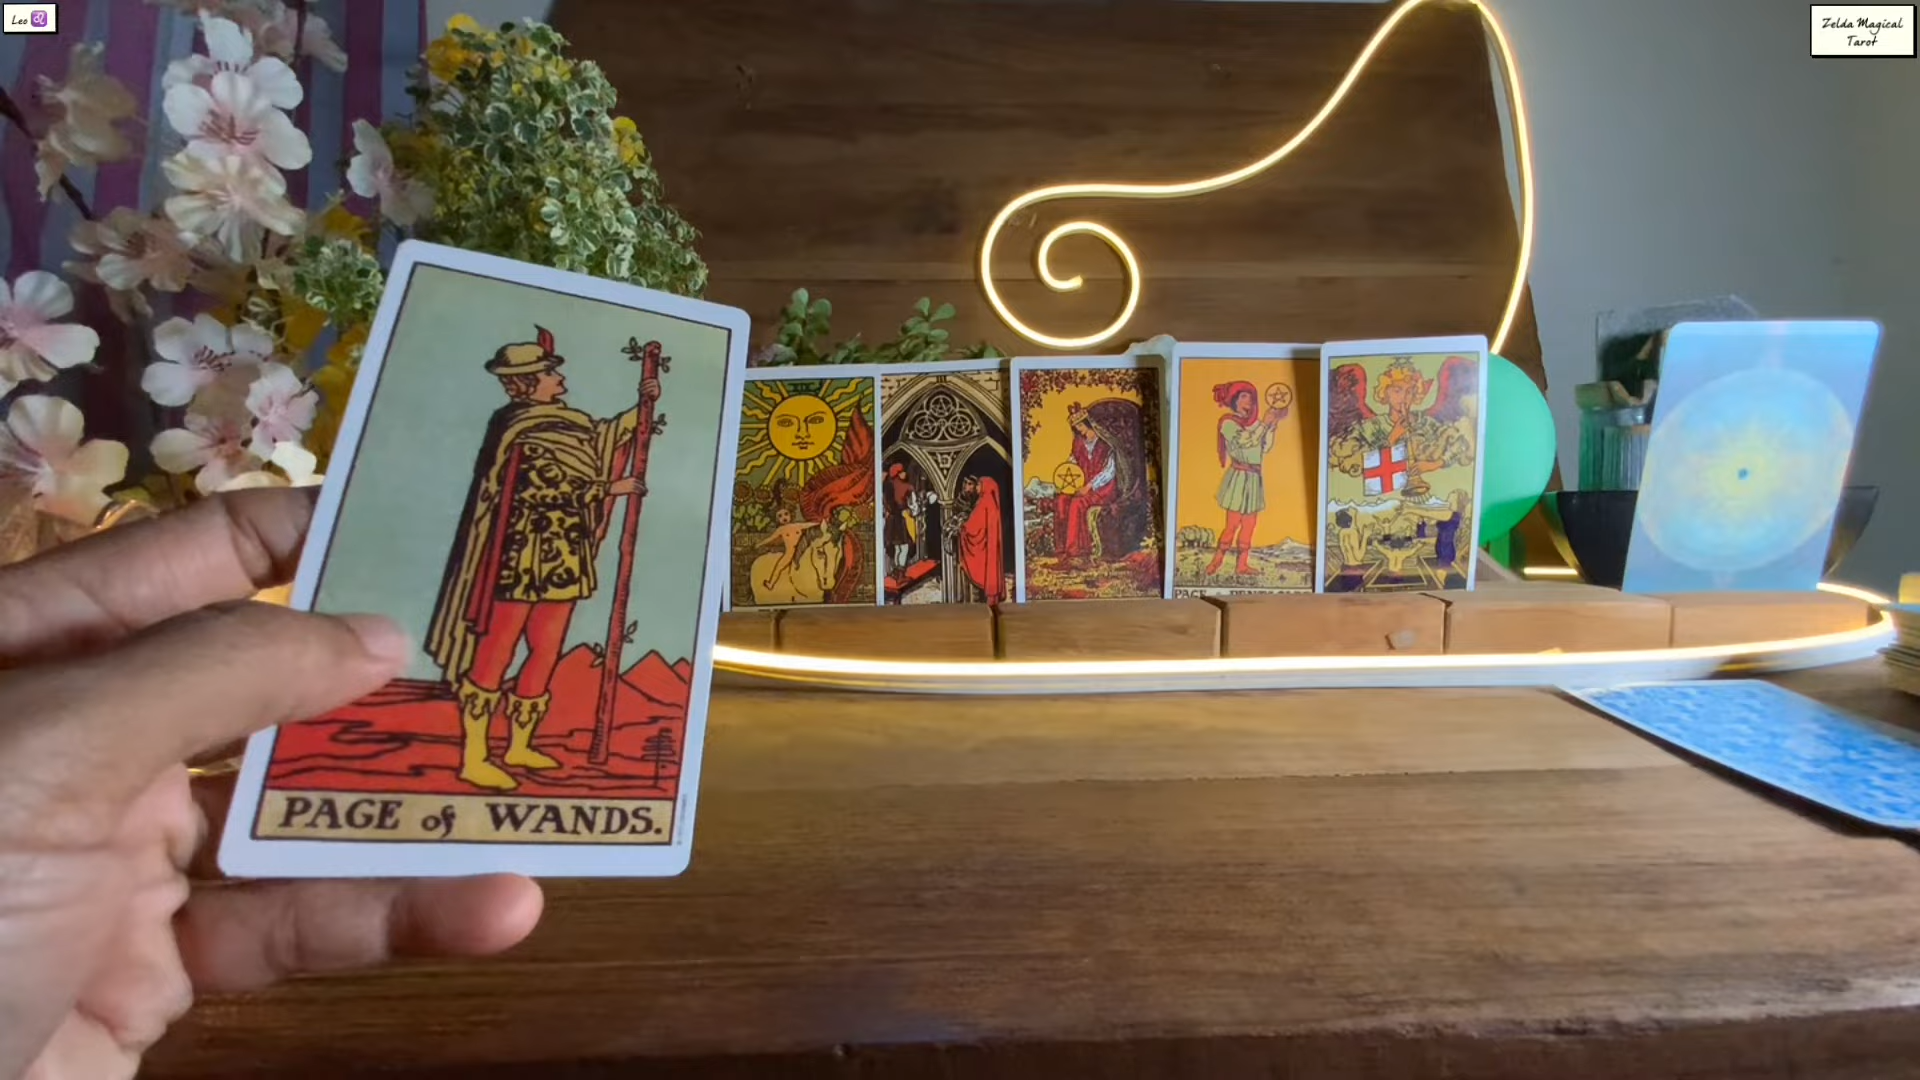 Leo ♌
Zelda Magical
Tarot
PAGE of WANDS.